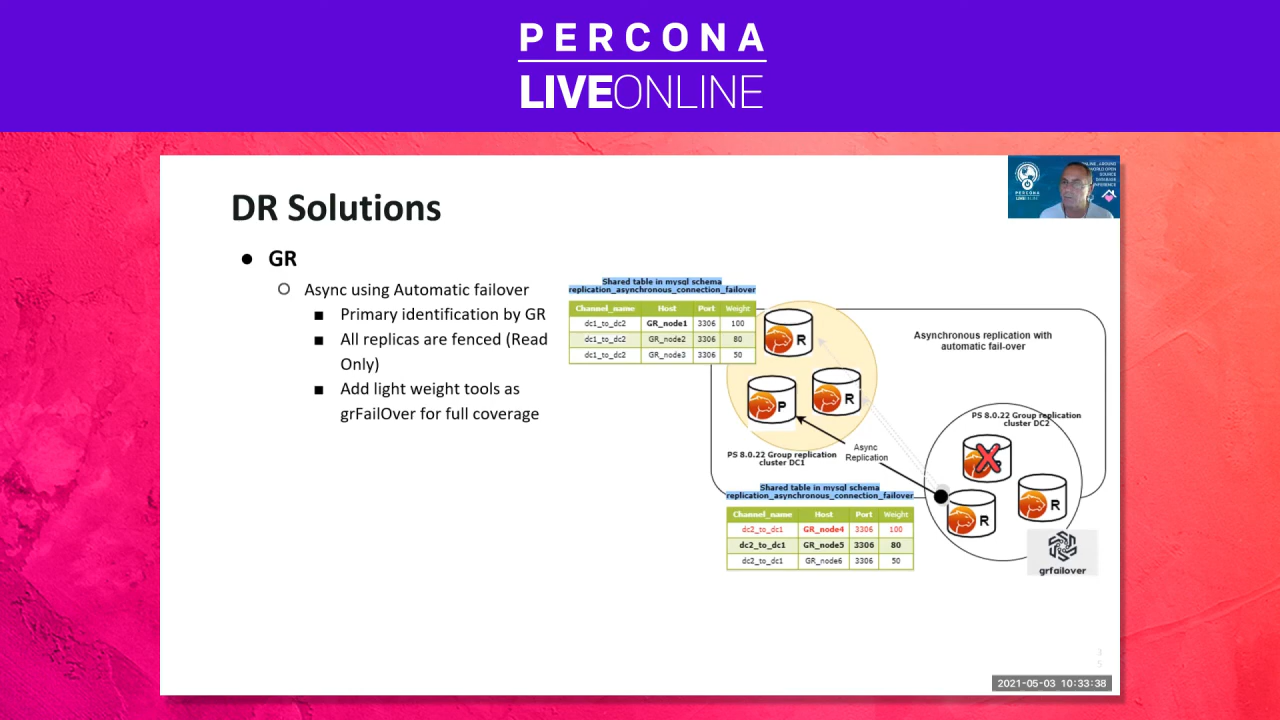 PERCONA
LIVEONLINE
DR Solutions
● GR
○ Async using Automatic failover
■ Primary identification by GR
■ All replicas are fenced (Read
Only)
■ Add light weight tools as
grFailOver for full coverage
Shared table in mysql schema
replication_asynchronous_connection_failover
Channel_name Host Port Weight
dc1_to_dc2 GR_node1 3306 100
dc1_to_dc2 GR_node2 3306 80
dc1_to_dc2 GR_node3 3306 50
R
P
R
Asynchronous replication with
automatic fail-over
PS 8.0.22 Group replication
cluster DC1
Async
Replication
PS 8.0.22 Group replication
cluster DC2
R
R
Shared table in mysql schema
replication_asynchronous_connection_failover
Channel_name Host Port Weight
dc2_to_dc1 GR_node4 3306 100
dc2_to_dc1 GR_node5 3306 80
dc2_to_dc1 GR_node6 3306 50
grfailover
3
5
2021-05-03 10:33:38
PERCONA